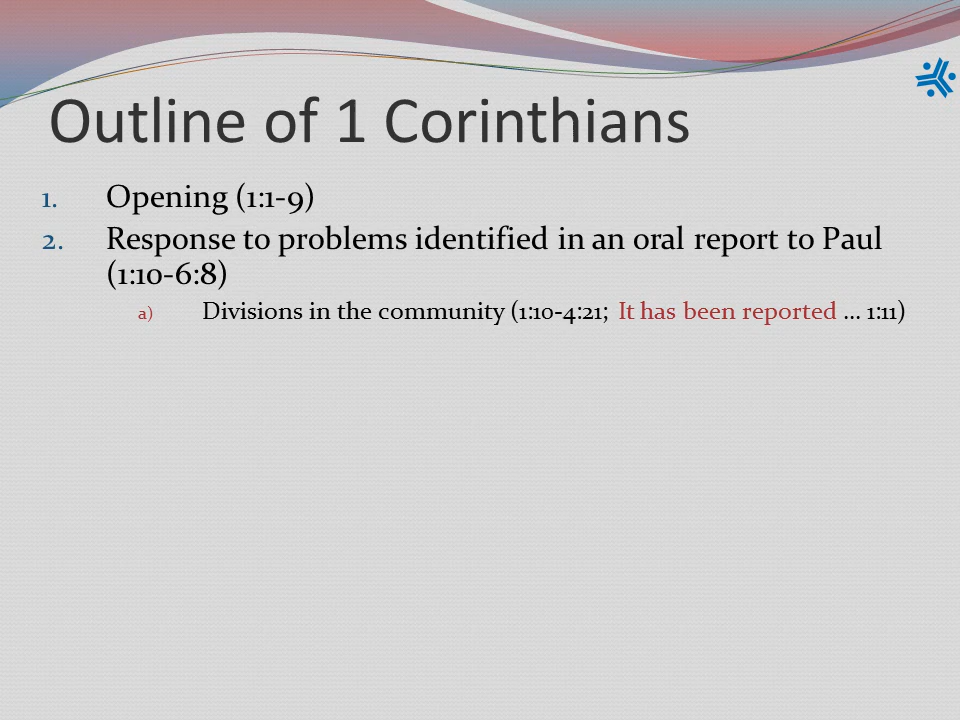 Outline of 1 Corinthians
1. Opening (1:1-9)
2. Response to problems identified in an oral report to Paul
(1:10-6:8)
a) Divisions in the community (1:10-4:21; It has been reported ... 1:11)